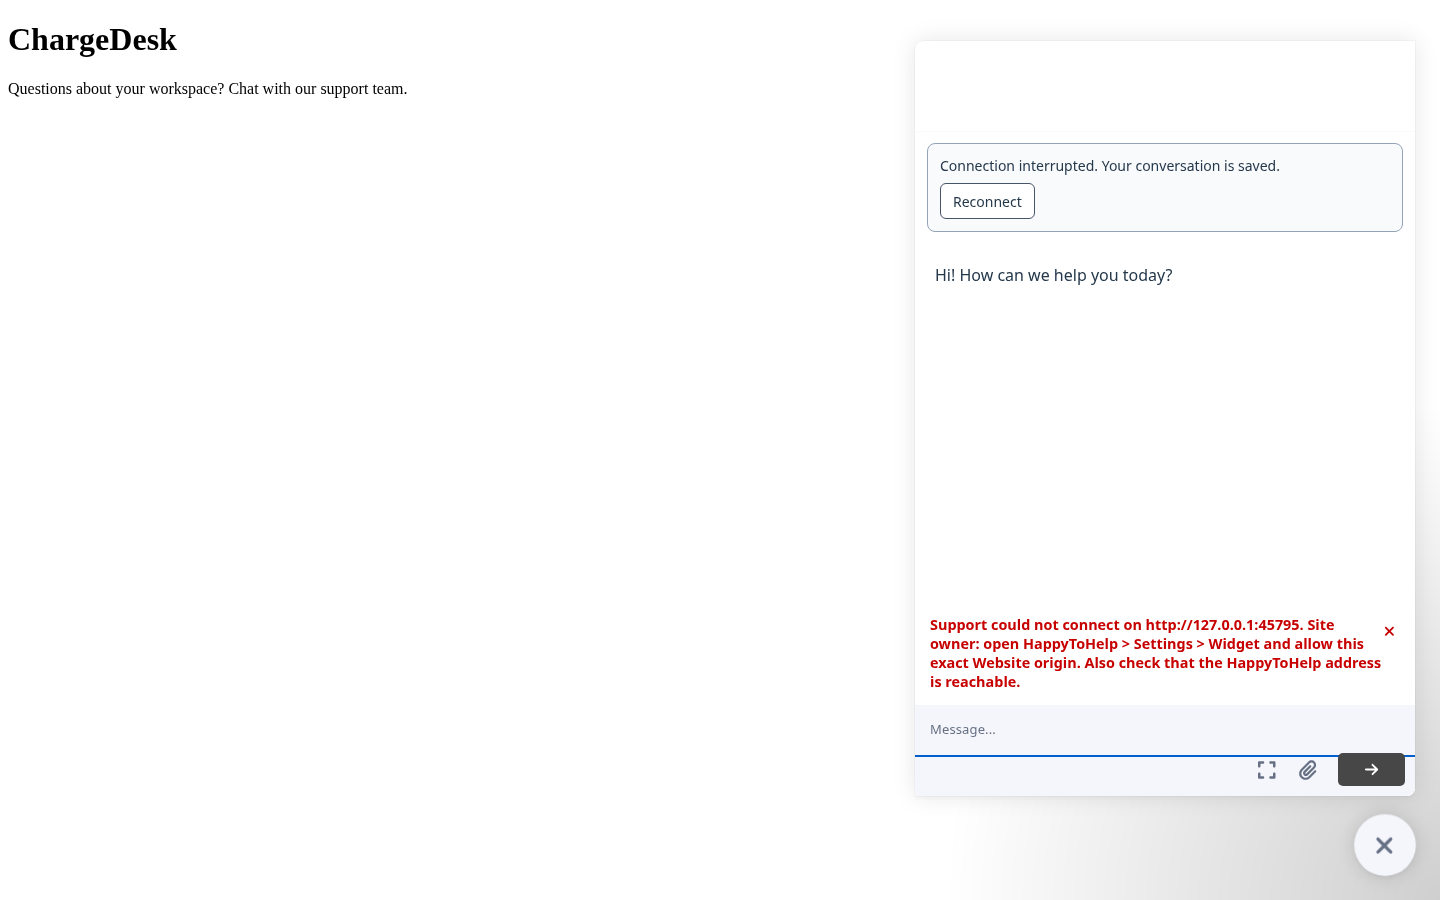 ChargeDesk
Questions about your workspace? Chat with our support team.
Connection interrupted. Your conversation is saved.
Reconnect
Hi! How can we help you today?
Support could not connect on http://127.0.0.1:45795. Site
owner: open HappyToHelp > Settings > Widget and allow this
exact Website origin. Also check that the HappyToHelp address
is reachable.
Message...